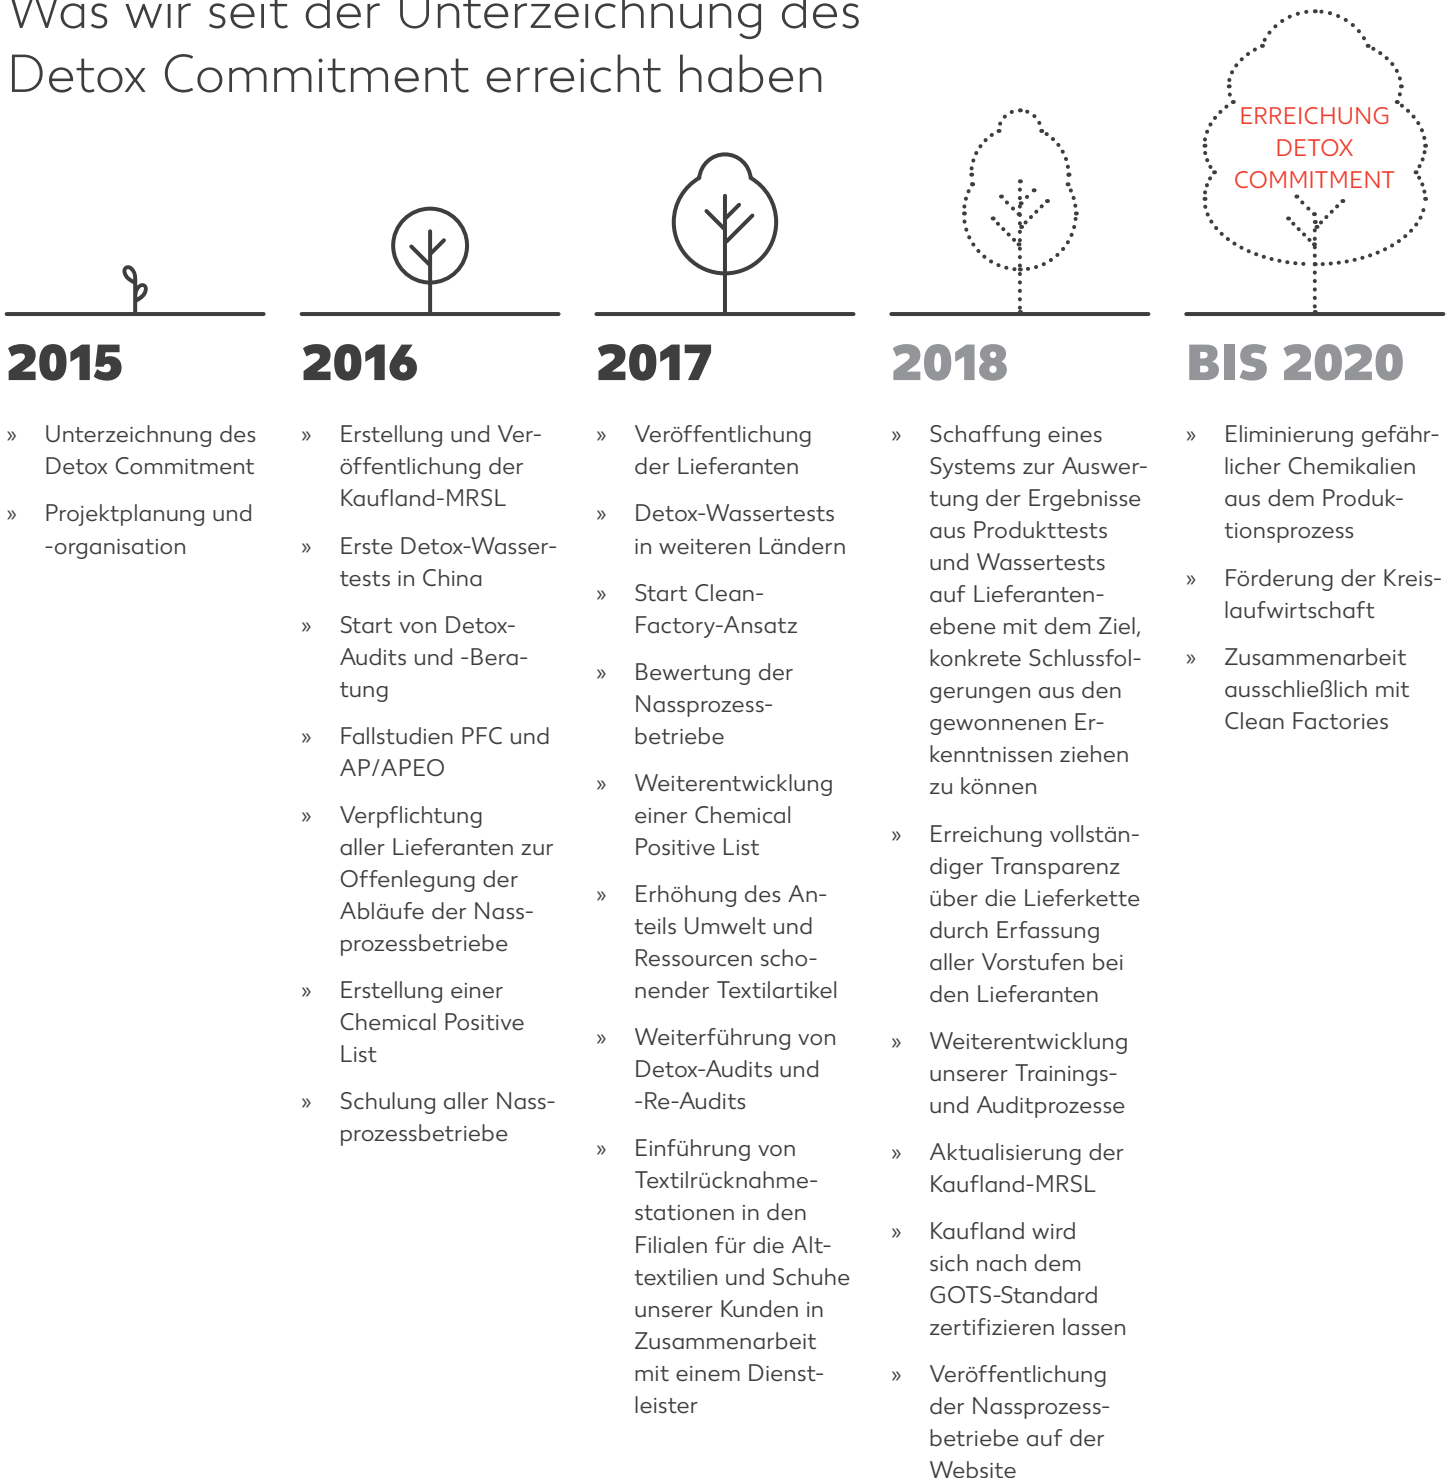 Was wir seit der Unterzeichnung des
Detox Commitment erreicht haben
ERREICHUNG
DETOX
COMMITMENT
2015
» Unterzeichnung des
Detox Commitment
» Projektplanung und
-organisation
2016
» Erstellung und Ver-
öffentlichung der
Kaufland-MRSL
» Erste Detox-Wasser-
tests in China
» Start von Detox-
Audits und -Bera-
tung
» Fallstudien PFC und
AP/APEO
» Verpflichtung
aller Lieferanten zur
Offenlegung der
Abläufe der Nass-
prozessbetriebe
» Erstellung einer
Chemical Positive
List
» Schulung aller Nass-
prozessbetriebe
2017
» Veröffentlichung
der Lieferanten
» Detox-Wassertests
in weiteren Ländern
» Start Clean-
Factory-Ansatz
» Bewertung der
Nassprozess-
betriebe
» Weiterentwicklung
einer Chemical
Positive List
» Erhöhung des An-
teils Umwelt und
Ressourcen scho-
nender Textilartikel
» Weiterführung von
Detox-Audits und
-Re-Audits
» Einführung von
Textilrücknahme-
stationen in den
Filialen für die Alt-
textilien und Schuhe
unserer Kunden in
Zusammenarbeit
mit einem Dienst-
leister
2018
» Schaffung eines
Systems zur Auswer-
tung der Ergebnisse
aus Produkttests
und Wassertests
auf Lieferanten-
ebene mit dem Ziel,
konkrete Schlussfol-
gerungen aus den
gewonnenen Er-
kenntnissen ziehen
zu können
» Erreichung vollstän-
diger Transparenz
über die Lieferkette
durch Erfassung
aller Vorstufen bei
den Lieferanten
» Weiterentwicklung
unserer Trainings-
und Auditprozesse
» Aktualisierung der
Kaufland-MRSL
» Kaufland wird
sich nach dem
GOTS-Standard
zertifizieren lassen
» Veröffentlichung
der Nassprozess-
betriebe auf der
Website
BIS 2020
» Eliminierung gefähr-
licher Chemikalien
aus dem Produk-
tionsprozess
» Förderung der Kreis-
laufwirtschaft
» Zusammenarbeit
ausschließlich mit
Clean Factories